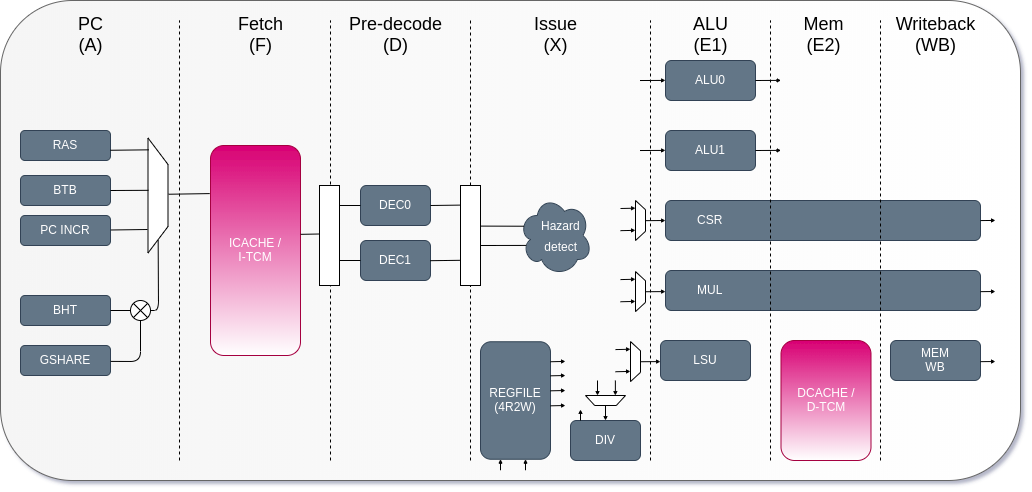 PC
(A)
Fetch
(F)
Pre-decode
(D)
Issue
(X)
ALU
(E1)
Mem
(E2)
Writeback
(WB)
RAS
BTB
PC INCR
BHT
GSHARE
ICACHE /
I-TCM
DEC0
DEC1
Hazard
detect
REGFILE
(4R2W)
DIV
ALU0
ALU1
CSR
MUL
LSU
DCACHE /
D-TCM
MEM
WB